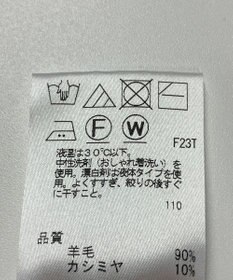 F W F23T
液温は30℃以下。
中性洗剤(おしゃれ着洗い)を
使用。漂白剤は液体タイプを使
用。よくすすぎ、絞りの後すぐ
に干すこと。
110
品質
羊毛 90%
カシミヤ 10%